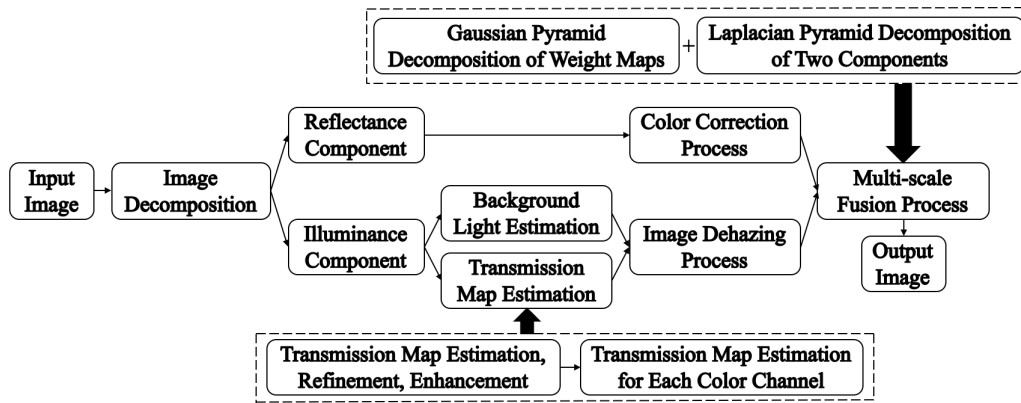 Gaussian Pyramid
Decomposition of Weight Maps
+
Laplacian Pyramid Decomposition
of Two Components
Reflectance
Component
Color Correction
Process
Input
Image
Image
Decomposition
Multi-scale
Fusion Process
Background
Light Estimation
Illuminance
Component
Image Dehazing
Process
Output
Image
Transmission
Map Estimation
Transmission Map Estimation,
Refinement, Enhancement
Transmission Map Estimation
for Each Color Channel